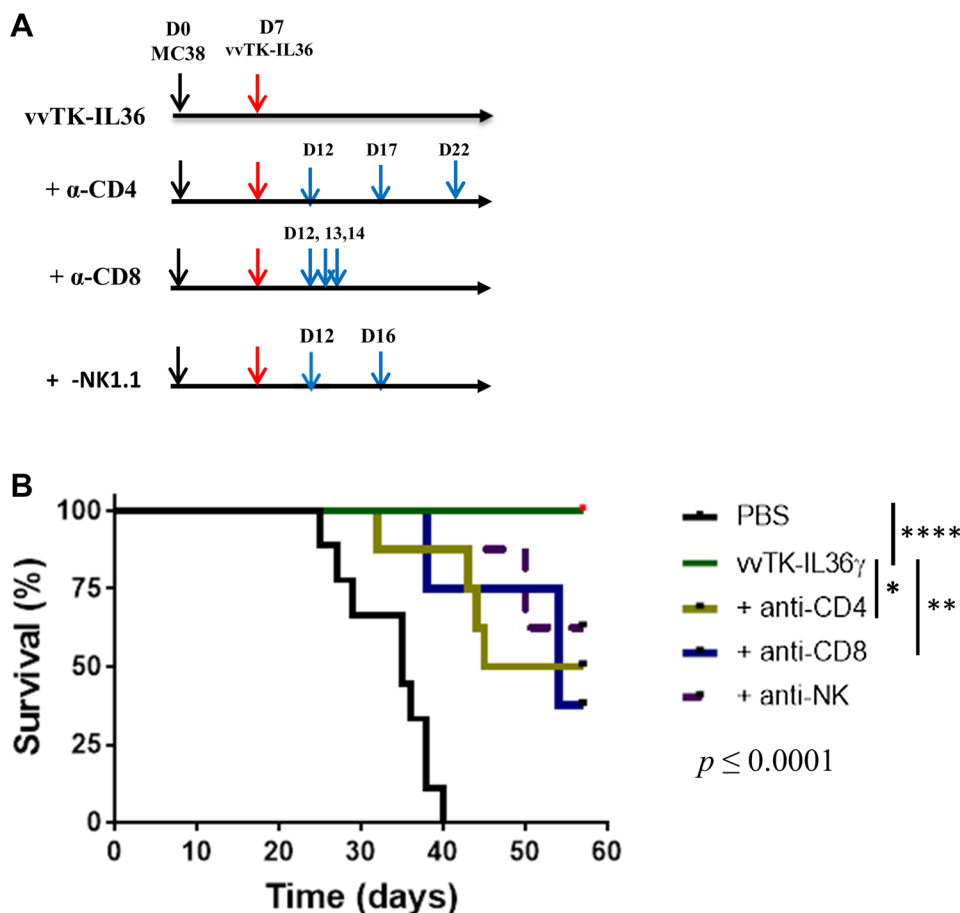 A
D0
MC38
D7
vvTK-IL36
vvTK-IL36
+ α-CD4
D12
D17
D22
+ α-CD8
D12, 13,14
+ -NK1.1
D12
D16
B
Survival (%)
100
75
50
25
0
0 10 20 30 40 50 60
Time (days)
PBS
vvTK-IL36γ
+ anti-CD4
+ anti-CD8
+ anti-NK
****
*
**
p ≤ 0.0001